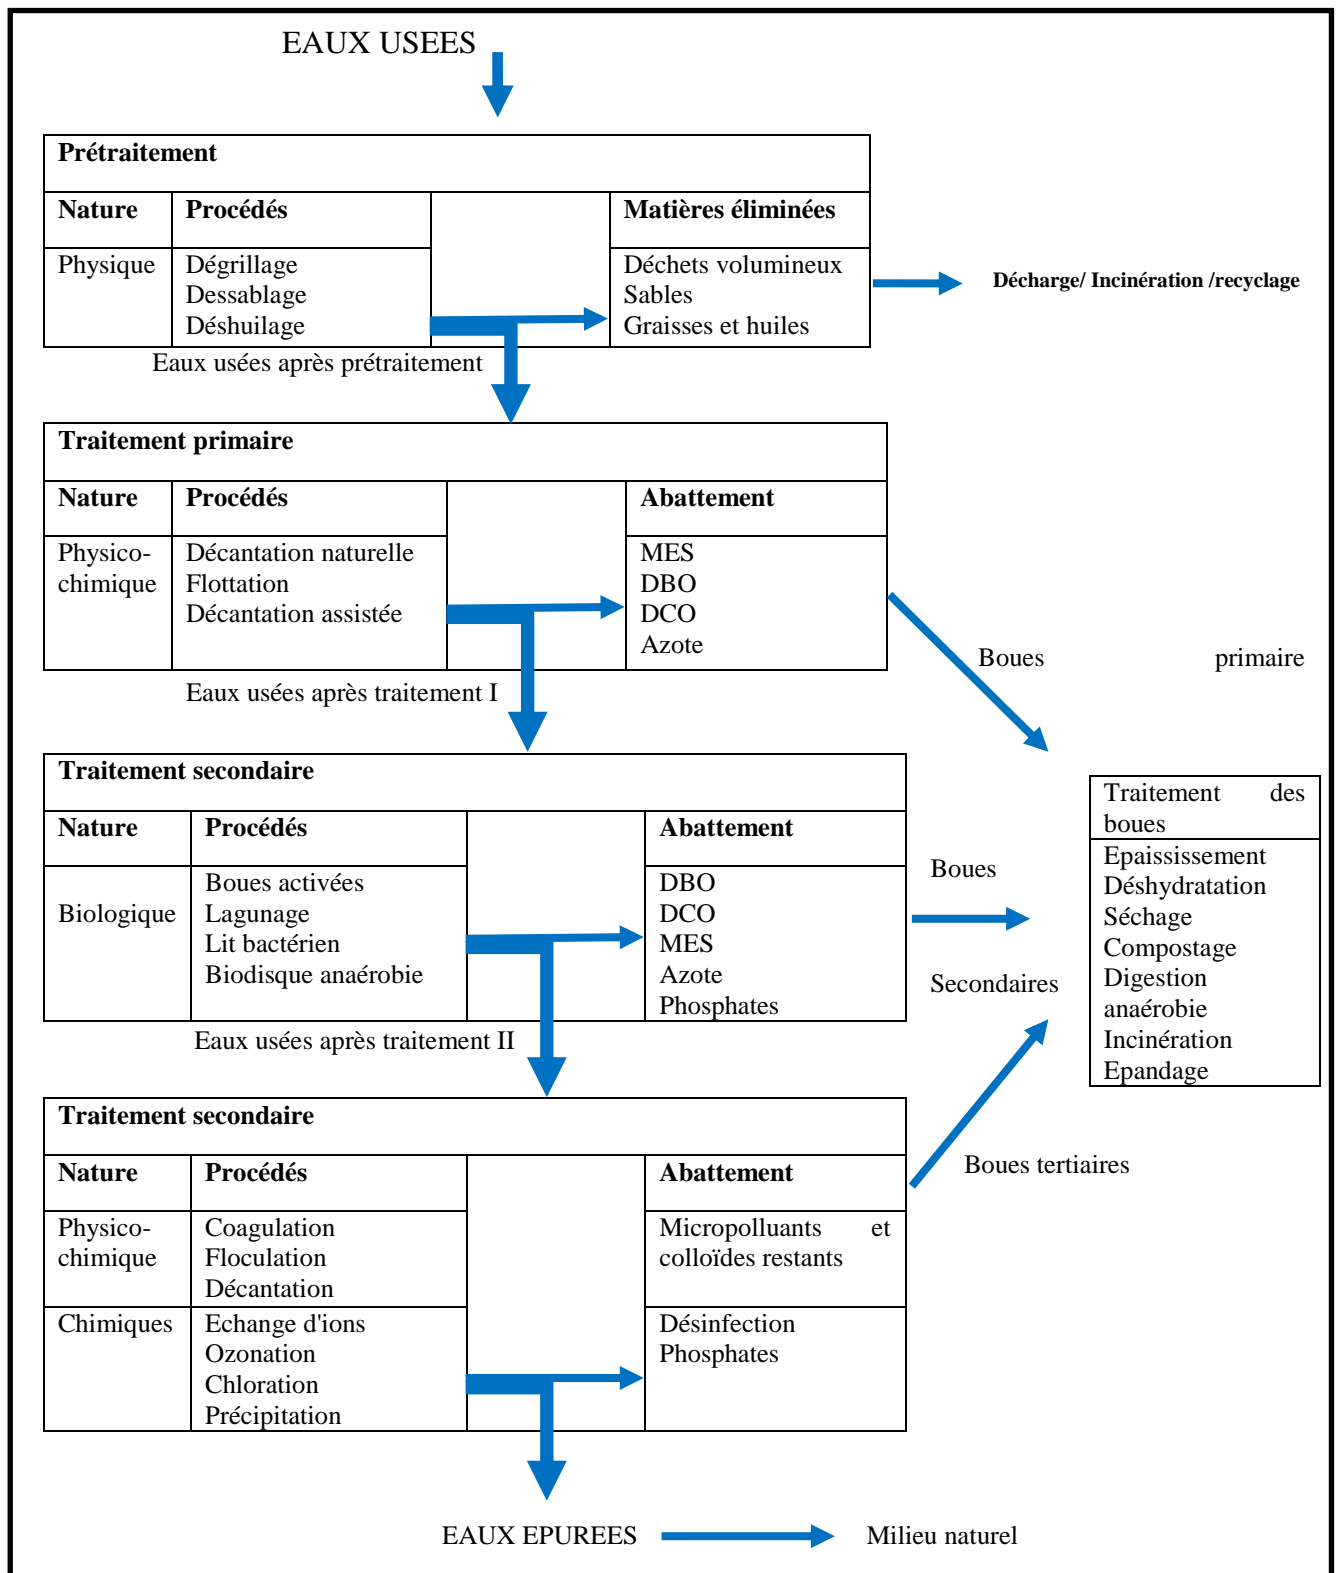 EAUX USEES
Prétraitement
Nature Procédés Matières éliminées
Physique Dégrillage Déchets volumineux
Dessablage Sables
Déshuilage Graisses et huiles
Décharge/ Incinération /recyclage
Eaux usées après prétraitement
Traitement primaire
Nature Procédés Abattement
Physico- Décantation naturelle MES
chimique Flottation DBO
Décantation assistée DCO
Azote
Boues primaire
Eaux usées après traitement I
Traitement secondaire
Nature Procédés Abattement
Boues activées DBO
Biologique Lagunage DCO
Lit bactérien MES
Biodisque anaérobie Azote
Phosphates
Boues
Secondaires
Traitement des
boues
Epaississement
Déshydratation
Séchage
Compostage
Digestion
anaérobie
Incinération
Epandage
Eaux usées après traitement II
Traitement secondaire
Nature Procédés Abattement
Physico- Coagulation Micropolluants et
chimique Floculation colloïdes restants
Décantation
Chimiques Echange d'ions Désinfection
Ozonation Phosphates
Chloration
Précipitation
Boues tertiaires
EAUX EPUREES Milieu naturel